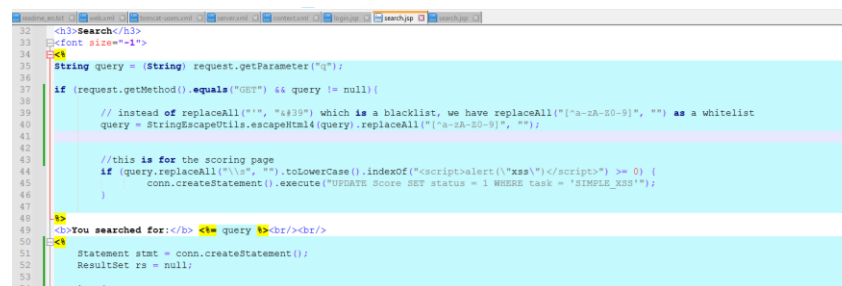 readme_en.txt web.xml tomcat-users.xml server.xml context.xml login.jsp search.jsp search.jsp
32 <h3>Search</h3>
33 <font size="-1">
34 <%
35 String query = (String) request.getParameter("q");
36
37 if (request.getMethod().equals("GET") && query != null){
38
39 // instead of replaceAll("'", "&#39") which is a blacklist, we have replaceAll("[^a-zA-Z0-9]", "") as a whitelist
40 query = StringEscapeUtils.escapeHtml4(query).replaceAll("[^a-zA-Z0-9]", "");
41
42
43 //this is for the scoring page
44 if (query.replaceAll("\\s", "").toLowerCase().indexOf("<script>alert(\"xss\")</script>") >= 0) {
45 conn.createStatement().execute("UPDATE Score SET status = 1 WHERE task = 'SIMPLE_XSS'");
46 }
47
48 %>
49 <b>You searched for:</b> <%= query %><br/><br/>
50 <%
51 Statement stmt = conn.createStatement();
52 ResultSet rs = null;
53